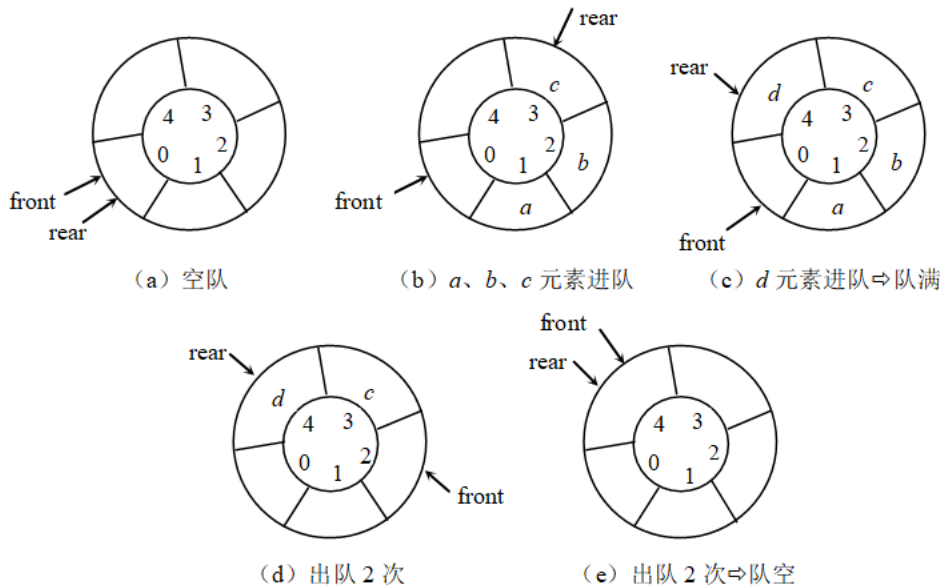 rear
c
4 3
0 2
1
front
rear
(a)空队
b
a
4 3
0 2
1
front
(b)a、b、c 元素进队
rear
d c
4 3
0 2
1
b
a
front
(c)d 元素进队⇨队满
rear
d c
4 3
0 2
1
front
(d)出队 2 次
front
rear
4 3
0 2
1
(e)出队 2 次⇨队空